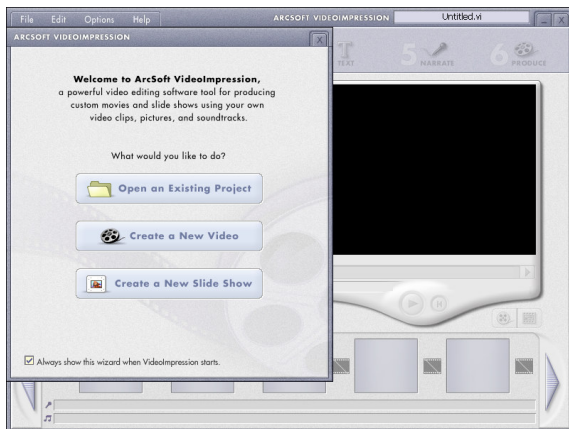 File Edit Options Help ARCSOFT VIDEOIMPRESSION Untitled.vi
ARCSOFT VIDEOIMPRESSION X
TEXT 5 NARRATE 6 PRODUCE
Welcome to ArcSoft VideoImpression,
a powerful video editing software tool for producing
custom movies and slide shows using your own
video clips, pictures, and soundtracks.
What would you like to do?
Open an Existing Project
Create a New Video
Create a New Slide Show
Always show this wizard when VideoImpression starts.